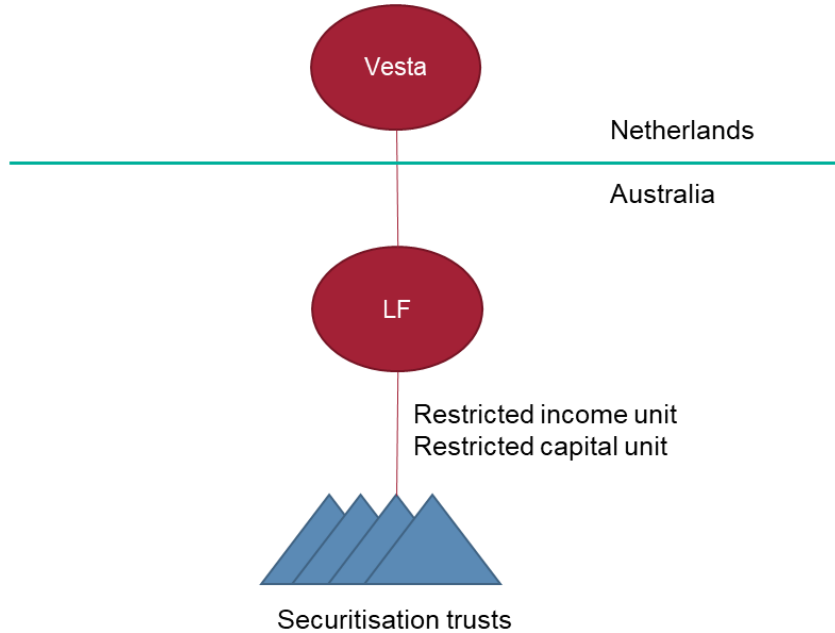 Vesta
Netherlands
Australia
LF
Restricted income unit
Restricted capital unit
Securitisation trusts